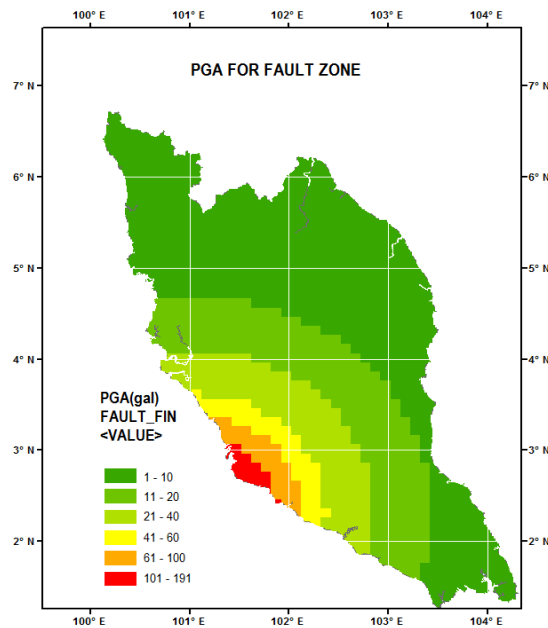 100° E 101° E 102° E 103° E 104° E
PGA FOR FAULT ZONE
7° N 7° N
6° N 6° N
5° N 5° N
4° N 4° N
PGA(gal)
FAULT_FIN
<VALUE>
3° N 3° N
1 - 10
11 - 20
21 - 40
2° N 2° N
41 - 60
61 - 100
101 - 191
100° E 101° E 102° E 103° E 104° E